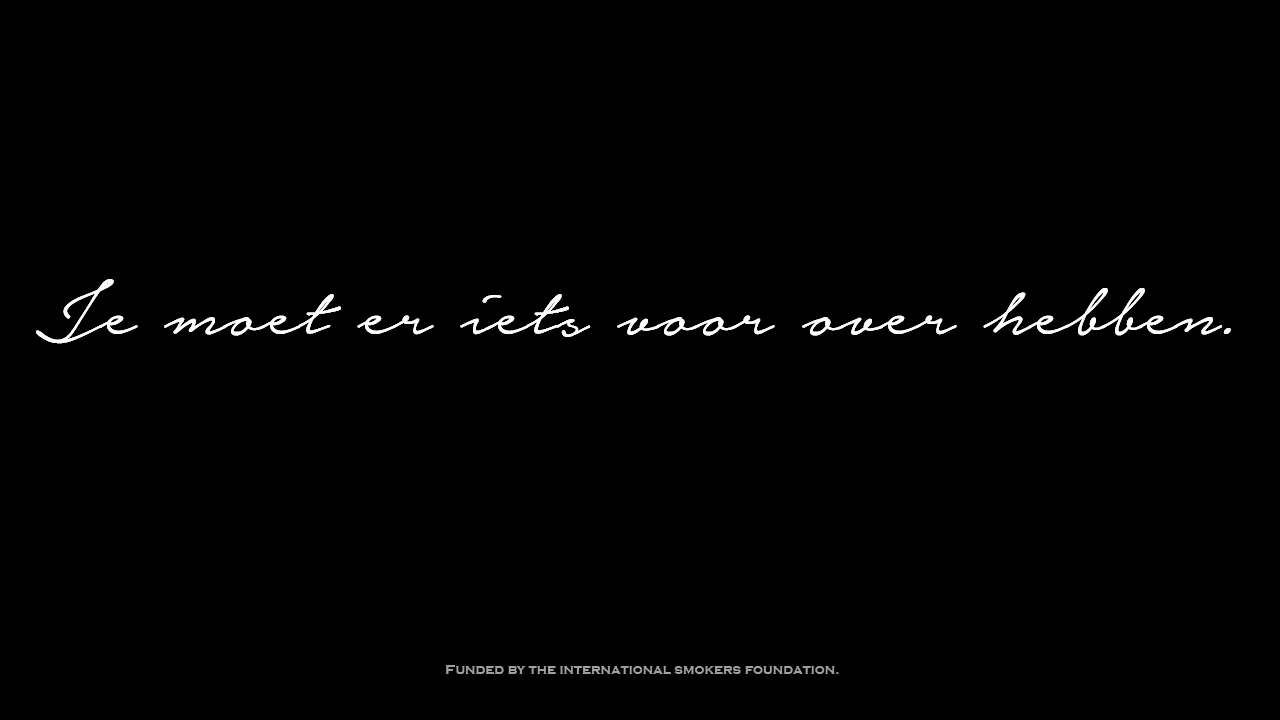 Je moet er iets voor over hebben.
Funded by the international smokers foundation.